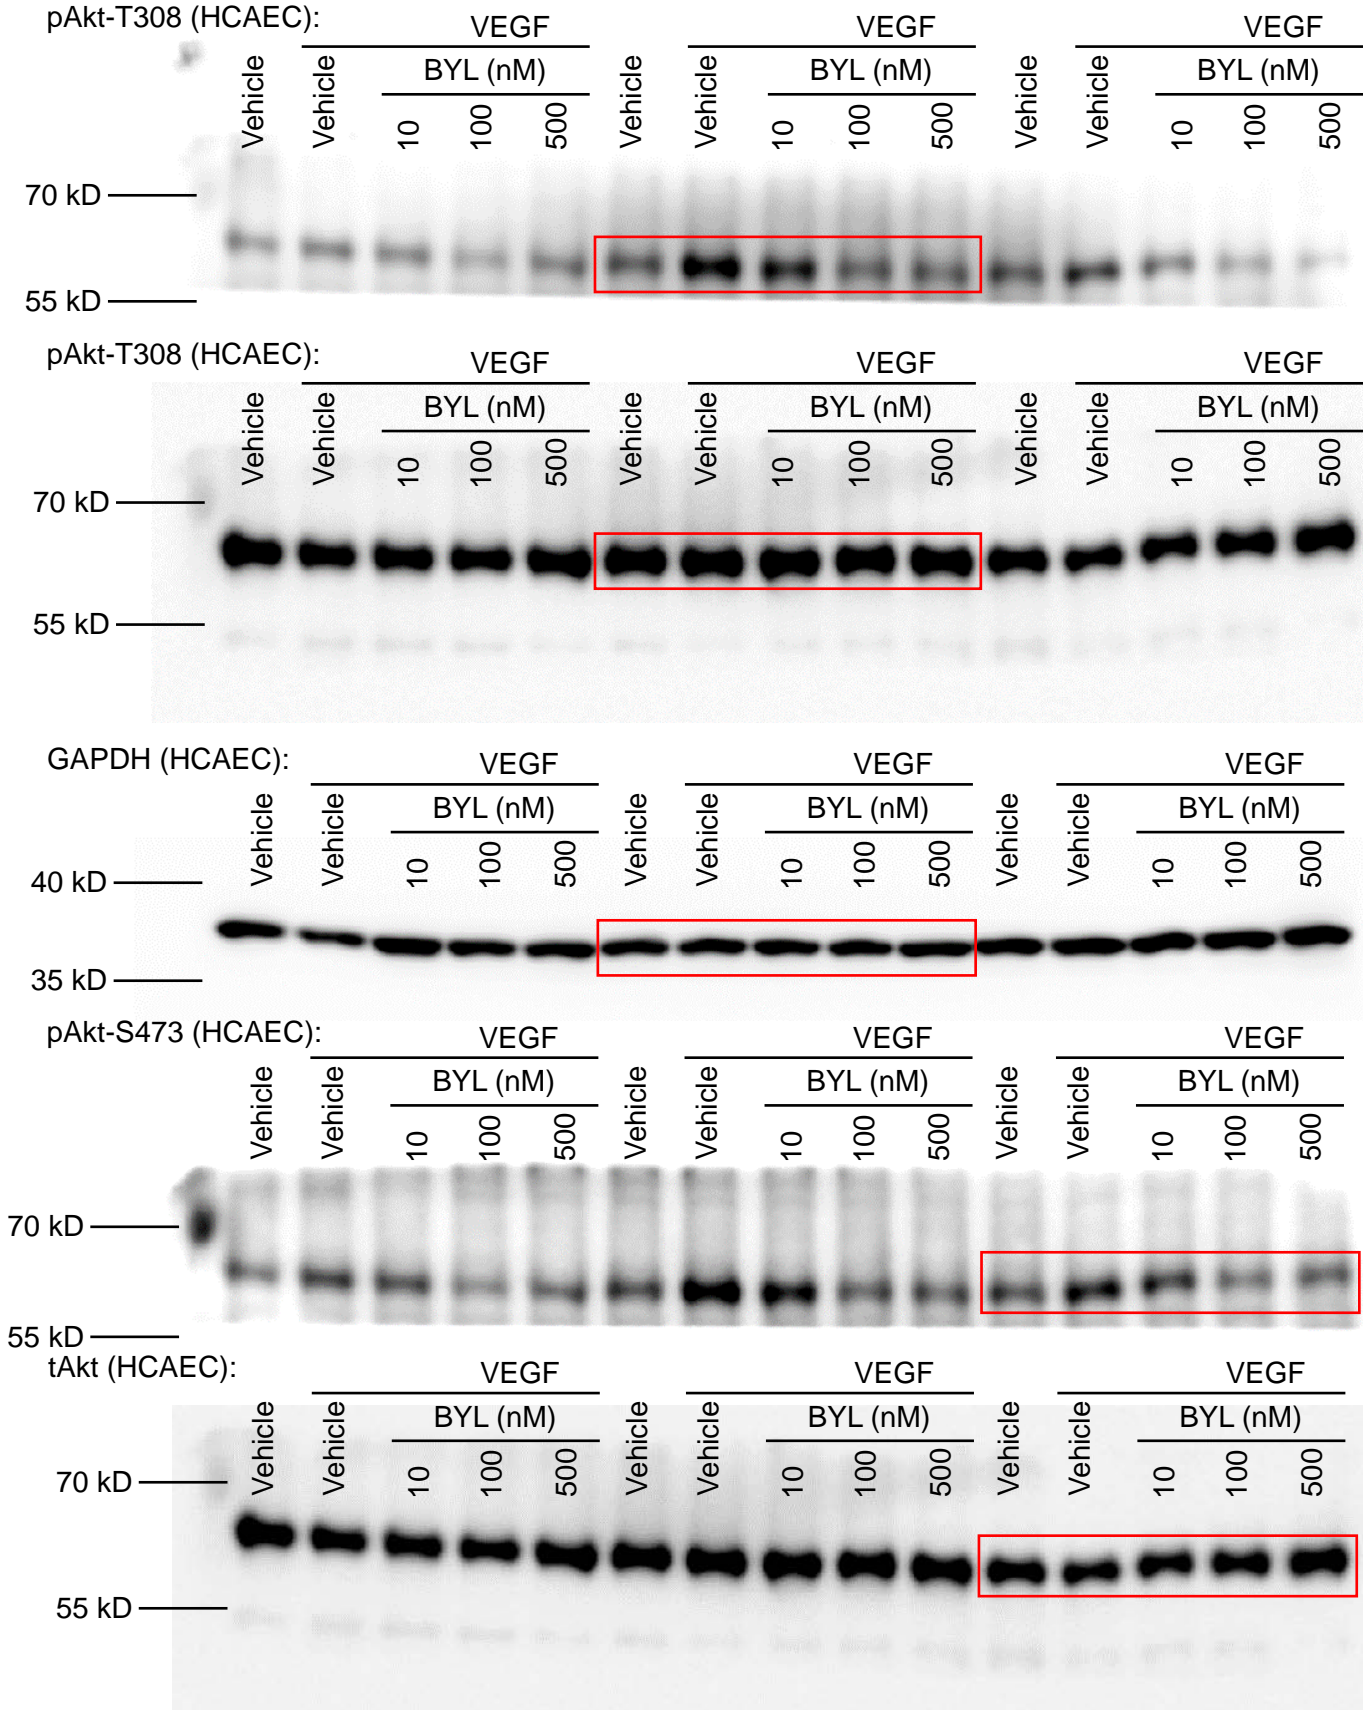 pAkt-T308 (HCAEC):
VEGF VEGF VEGF
Vehicle Vehicle BYL (nM) Vehicle Vehicle BYL (nM) Vehicle Vehicle BYL (nM)
10 100 500 10 100 500 10 100 500
70 kD
55 kD
pAkt-T308 (HCAEC):
VEGF VEGF VEGF
Vehicle Vehicle BYL (nM) Vehicle Vehicle BYL (nM) Vehicle Vehicle BYL (nM)
10 100 500 10 100 500 10 100 500
70 kD
55 kD
GAPDH (HCAEC):
VEGF VEGF VEGF
Vehicle Vehicle BYL (nM) Vehicle Vehicle BYL (nM) Vehicle Vehicle BYL (nM)
10 100 500 10 100 500 10 100 500
40 kD
35 kD
pAkt-S473 (HCAEC):
VEGF VEGF VEGF
Vehicle Vehicle BYL (nM) Vehicle Vehicle BYL (nM) Vehicle Vehicle BYL (nM)
10 100 500 10 100 500 10 100 500
70 kD
55 kD
tAkt (HCAEC):
VEGF VEGF VEGF
Vehicle Vehicle BYL (nM) Vehicle Vehicle BYL (nM) Vehicle Vehicle BYL (nM)
10 100 500 10 100 500 10 100 500
70 kD
55 kD